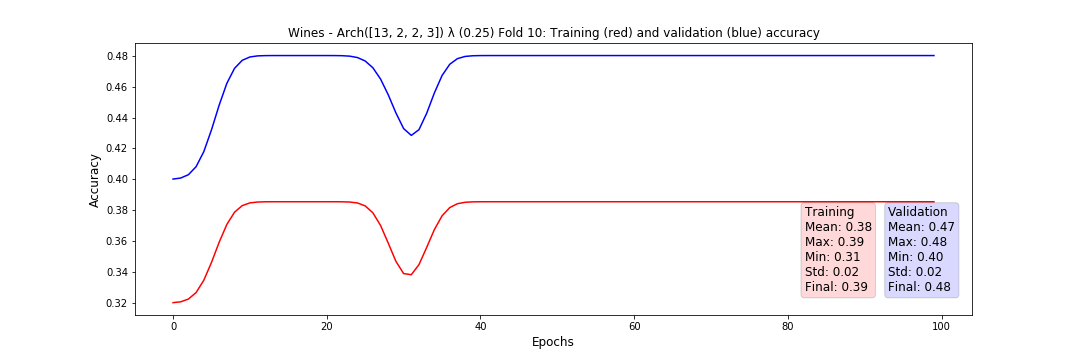 Wines - Arch([13, 2, 2, 3]) λ (0.25) Fold 10: Training (red) and validation (blue) accuracy
Accuracy
0.48
0.46
0.44
0.42
0.40
0.38
0.36
0.34
0.32
Training
Mean: 0.38
Max: 0.39
Min: 0.31
Std: 0.02
Final: 0.39
Validation
Mean: 0.47
Max: 0.48
Min: 0.40
Std: 0.02
Final: 0.48
0 20 40 60 80 100
Epochs